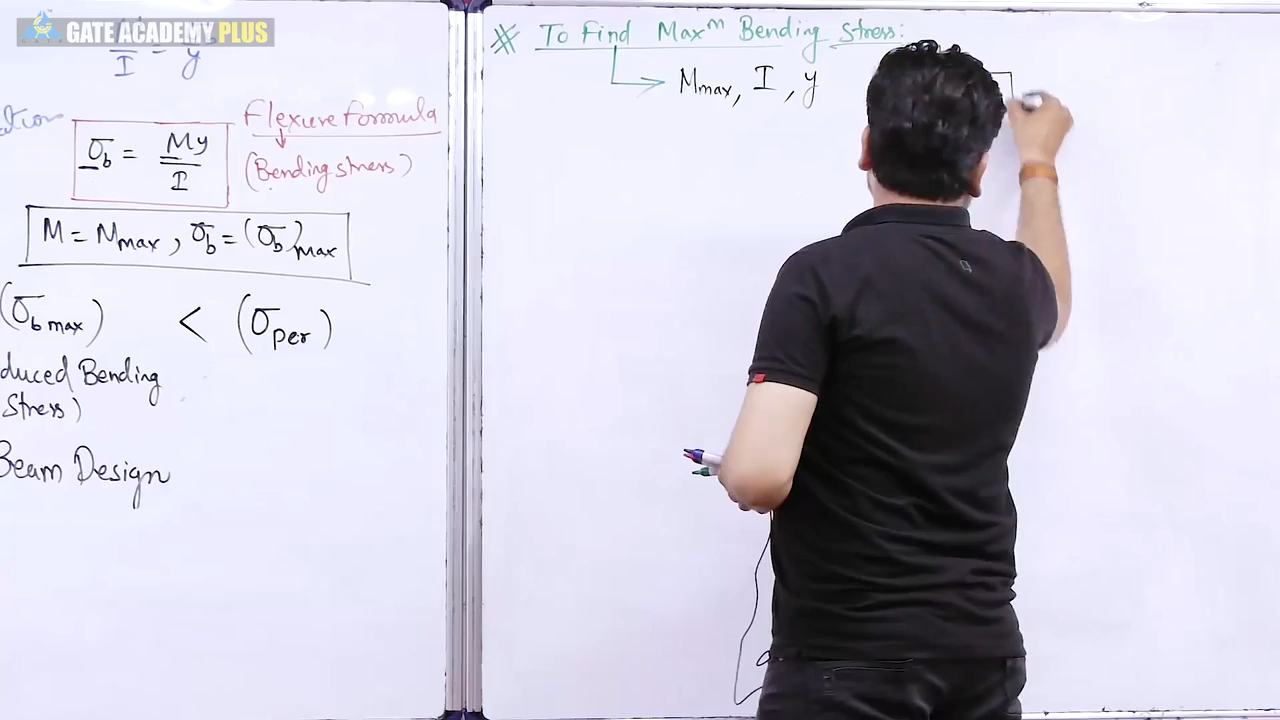 GATE ACADEMY PLUS
I = y
σb = My / I
Flexure formula
(Bending stress)
M = Mmax, σb = (σb)max
(σb max) < (σper)
duced Bending
Stress)
Beam Design
※ To Find Maxᵐ Bending Stress:
Mmax, I, y